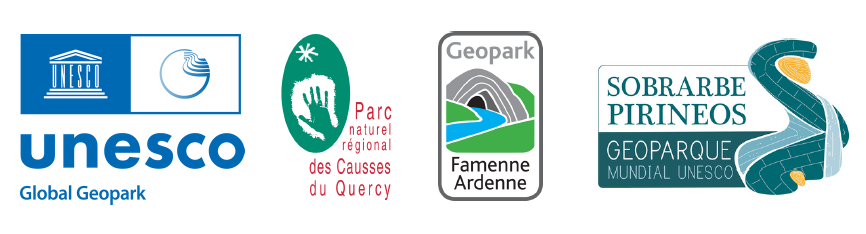 UNESCO
unesco
Global Geopark
Parc
naturel
régional
des Causses
du Quercy
Geopark
Famenne
Ardenne
SOBRARBE
PIRINEOS
GEOPARQUE
MUNDIAL UNESCO